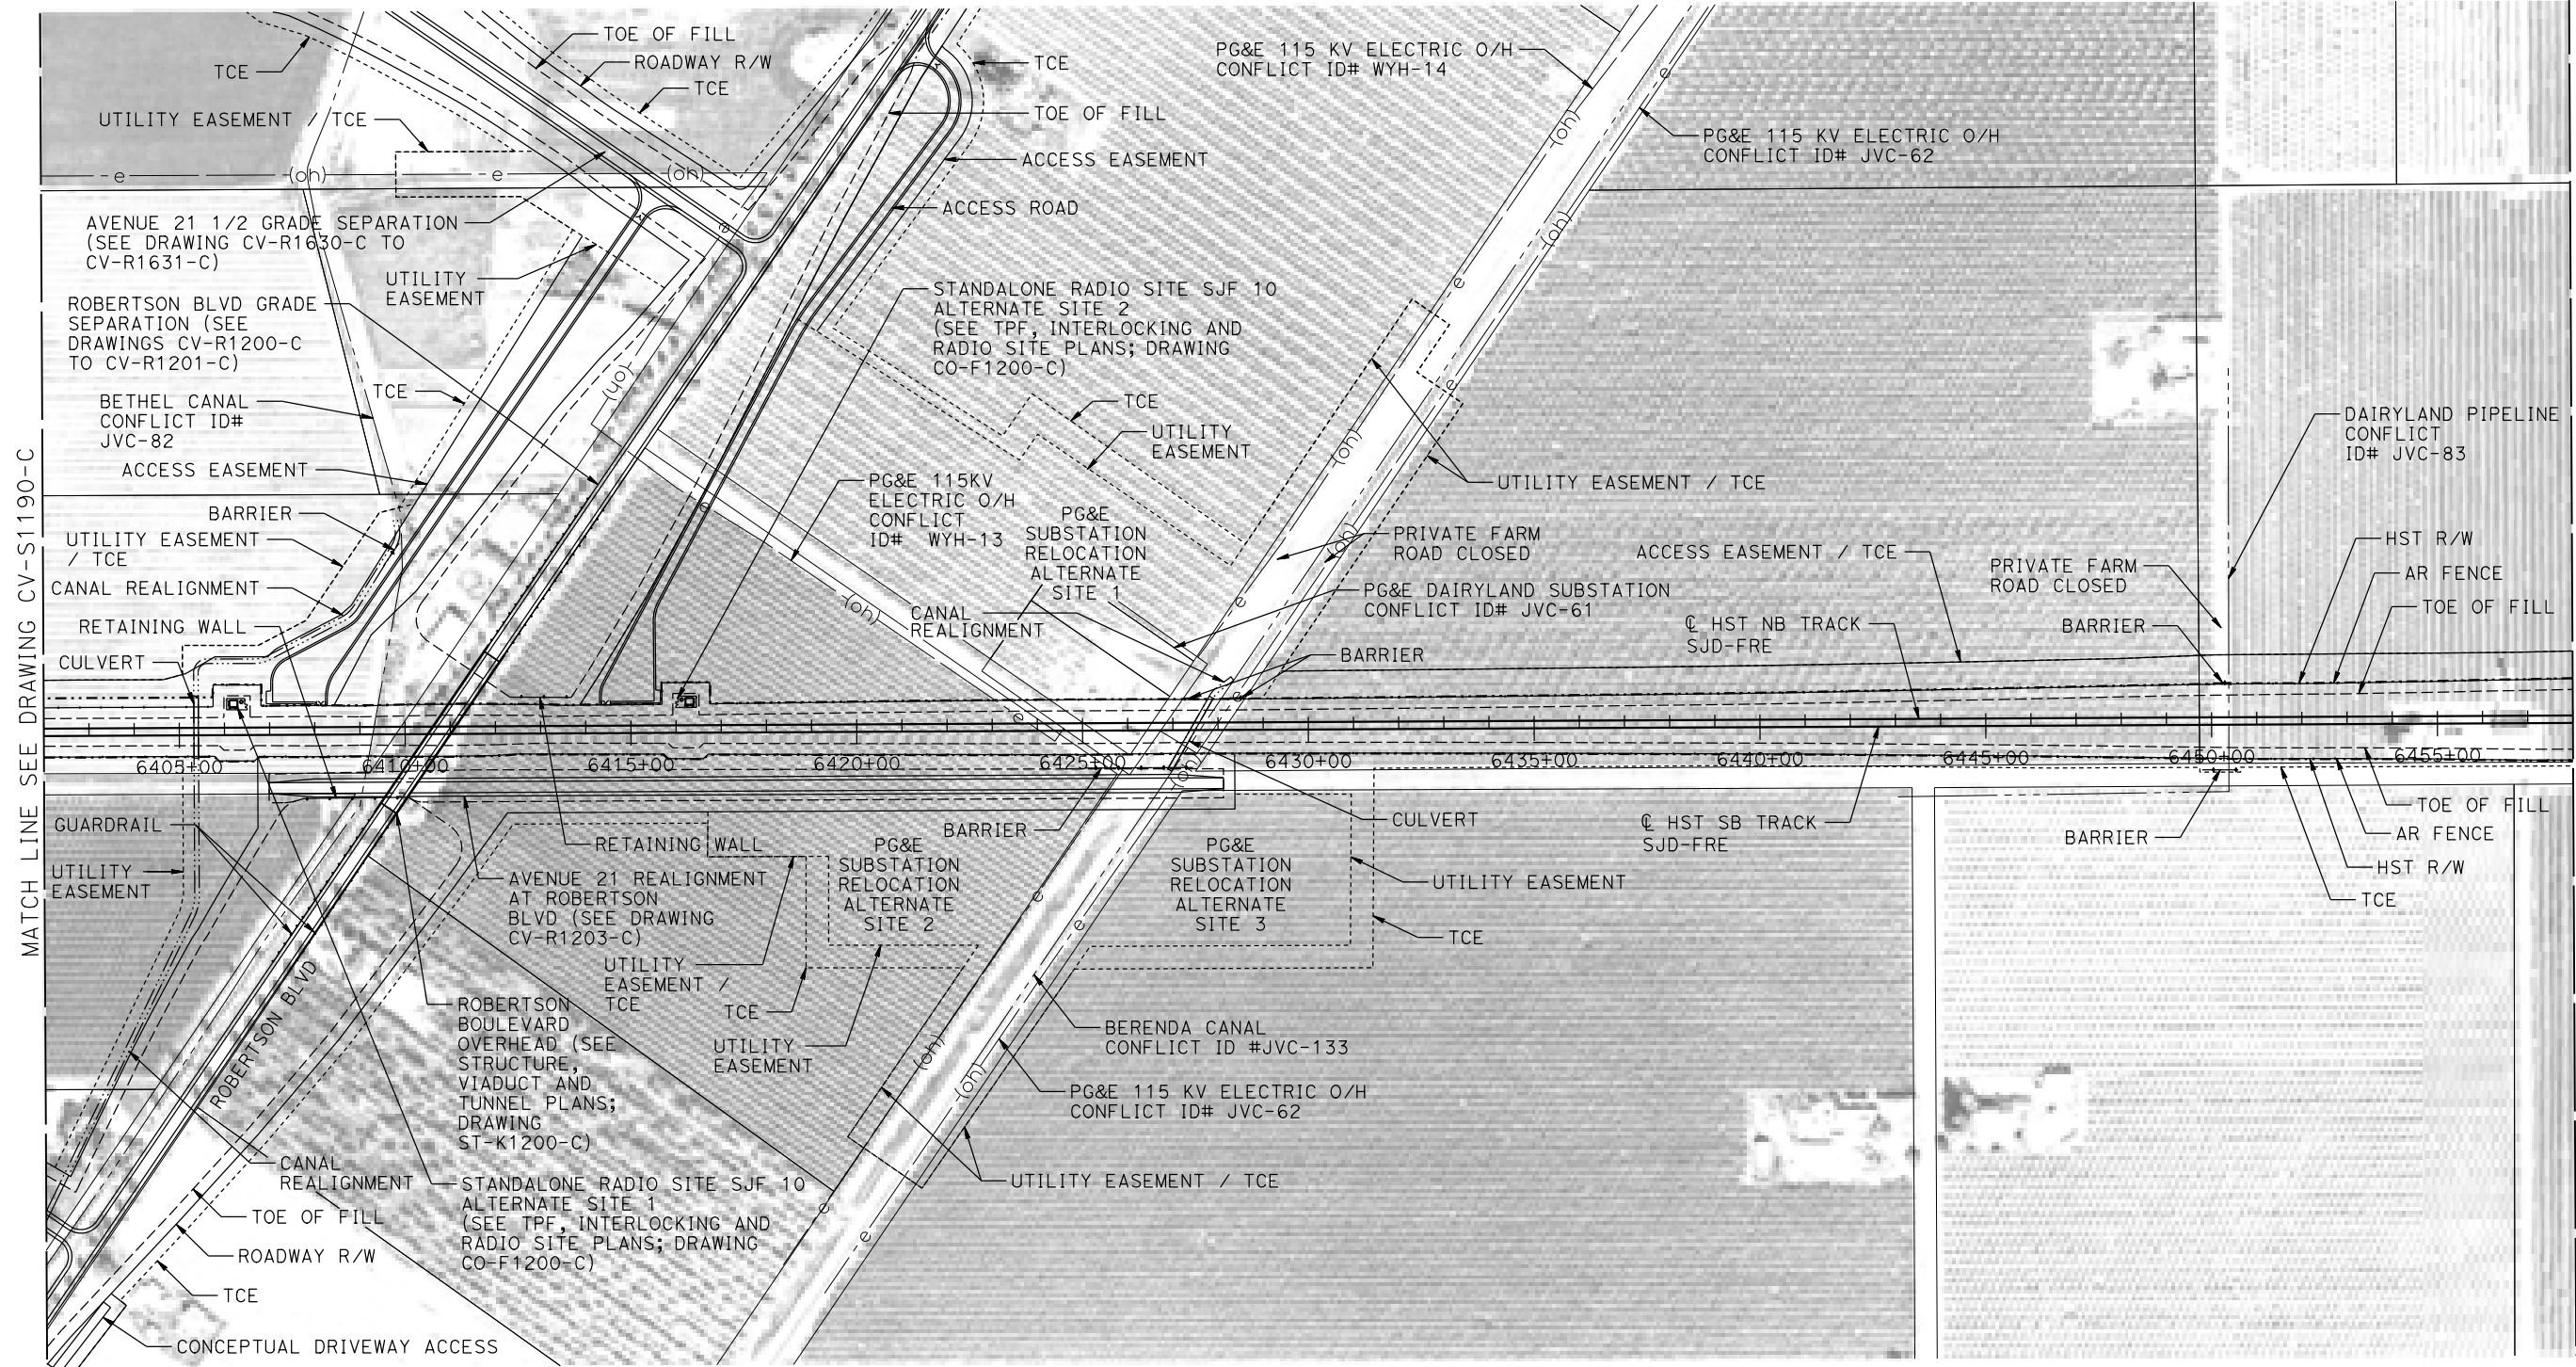 TOE OF FILL
ROADWAY R/W
TCE
TCE
UTILITY EASEMENT / TCE
TCE
TOE OF FILL
ACCESS EASEMENT
ACCESS ROAD
PG&E 115 KV ELECTRIC O/H
CONFLICT ID# WYH-14
PG&E 115 KV ELECTRIC O/H
CONFLICT ID# JVC-62
e
(oh)
e
(oh)
e
(oh)
e
(oh)
(oh)
e
e
AVENUE 21 1/2 GRADE SEPARATION
(SEE DRAWING CV-R1630-C TO
CV-R1631-C)
UTILITY
EASEMENT
ROBERTSON BLVD GRADE
SEPARATION (SEE
DRAWINGS CV-R1200-C
TO CV-R1201-C)
TCE
BETHEL CANAL
CONFLICT ID#
JVC-82
ACCESS EASEMENT
BARRIER
UTILITY EASEMENT
/ TCE
CANAL REALIGNMENT
RETAINING WALL
CULVERT
MATCH LINE SEE DRAWING CV-S1190-C
STANDALONE RADIO SITE SJF 10
ALTERNATE SITE 2
(SEE TPF, INTERLOCKING AND
RADIO SITE PLANS; DRAWING
CO-F1200-C)
TCE
UTILITY
EASEMENT
(oh)
e
PG&E 115KV
ELECTRIC O/H
CONFLICT
ID# WYH-13
PG&E
SUBSTATION
RELOCATION
ALTERNATE
SITE 1
CANAL
REALIGNMENT
(oh)
e
UTILITY EASEMENT / TCE
PRIVATE FARM
ROAD CLOSED
PG&E DAIRYLAND SUBSTATION
CONFLICT ID# JVC-61
BARRIER
(oh)
(oh)
e
e
e
ACCESS EASEMENT / TCE
℄ HST NB TRACK
SJD-FRE
DAIRYLAND PIPELINE
CONFLICT
ID# JVC-83
PRIVATE FARM
ROAD CLOSED
HST R/W
AR FENCE
TOE OF FILL
BARRIER
6405+00
6410+00
6415+00
6420+00
6425+00
6430+00
6435+00
6440+00
6445+00
6450+00
6455+00
GUARDRAIL
UTILITY
EASEMENT
ROBERTSON BLVD
RETAINING WALL
AVENUE 21 REALIGNMENT
AT ROBERTSON
BLVD (SEE DRAWING
CV-R1203-C)
BARRIER
PG&E
SUBSTATION
RELOCATION
ALTERNATE
SITE 2
UTILITY
EASEMENT /
TCE
TCE
UTILITY
EASEMENT
(oh)
PG&E
SUBSTATION
RELOCATION
ALTERNATE
SITE 3
CULVERT
UTILITY EASEMENT
TCE
℄ HST SB TRACK
SJD-FRE
BARRIER
TOE OF FILL
AR FENCE
HST R/W
TCE
ROBERTSON
BOULEVARD
OVERHEAD (SEE
STRUCTURE,
VIADUCT AND
TUNNEL PLANS;
DRAWING
ST-K1200-C)
e
e
(oh)
(oh)
e
e
BERENDA CANAL
CONFLICT ID #JVC-133
PG&E 115 KV ELECTRIC O/H
CONFLICT ID# JVC-62
UTILITY EASEMENT / TCE
CANAL
REALIGNMENT
STANDALONE RADIO SITE SJF 10
ALTERNATE SITE 1
(SEE TPF, INTERLOCKING AND
RADIO SITE PLANS; DRAWING
CO-F1200-C)
TOE OF FILL
ROADWAY R/W
TCE
CONCEPTUAL DRIVEWAY ACCESS